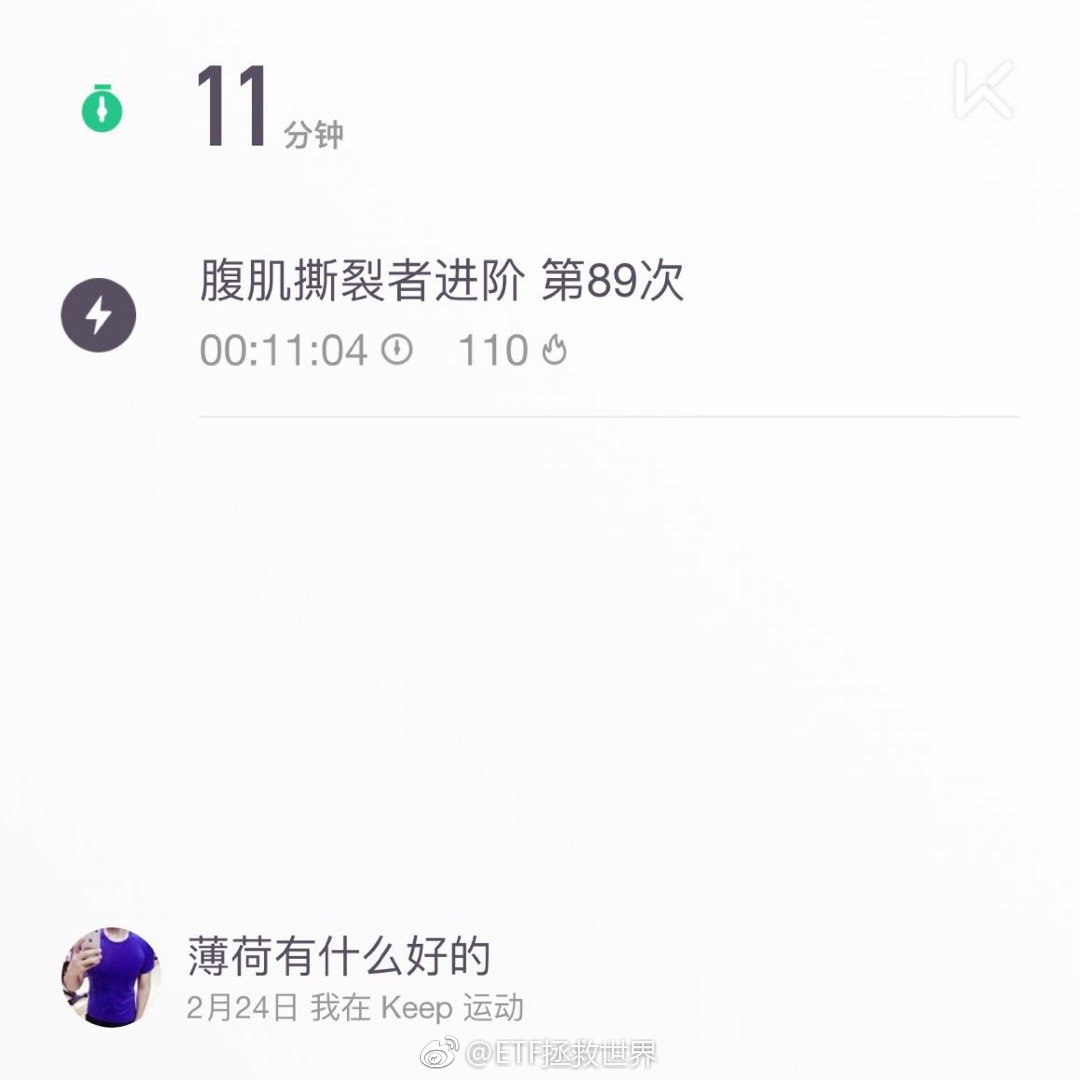 11 分钟
腹肌撕裂者进阶 第89次
00:11:04 110
薄荷有什么好的
2月24日 我在 Keep 运动
@ETF拯救世界